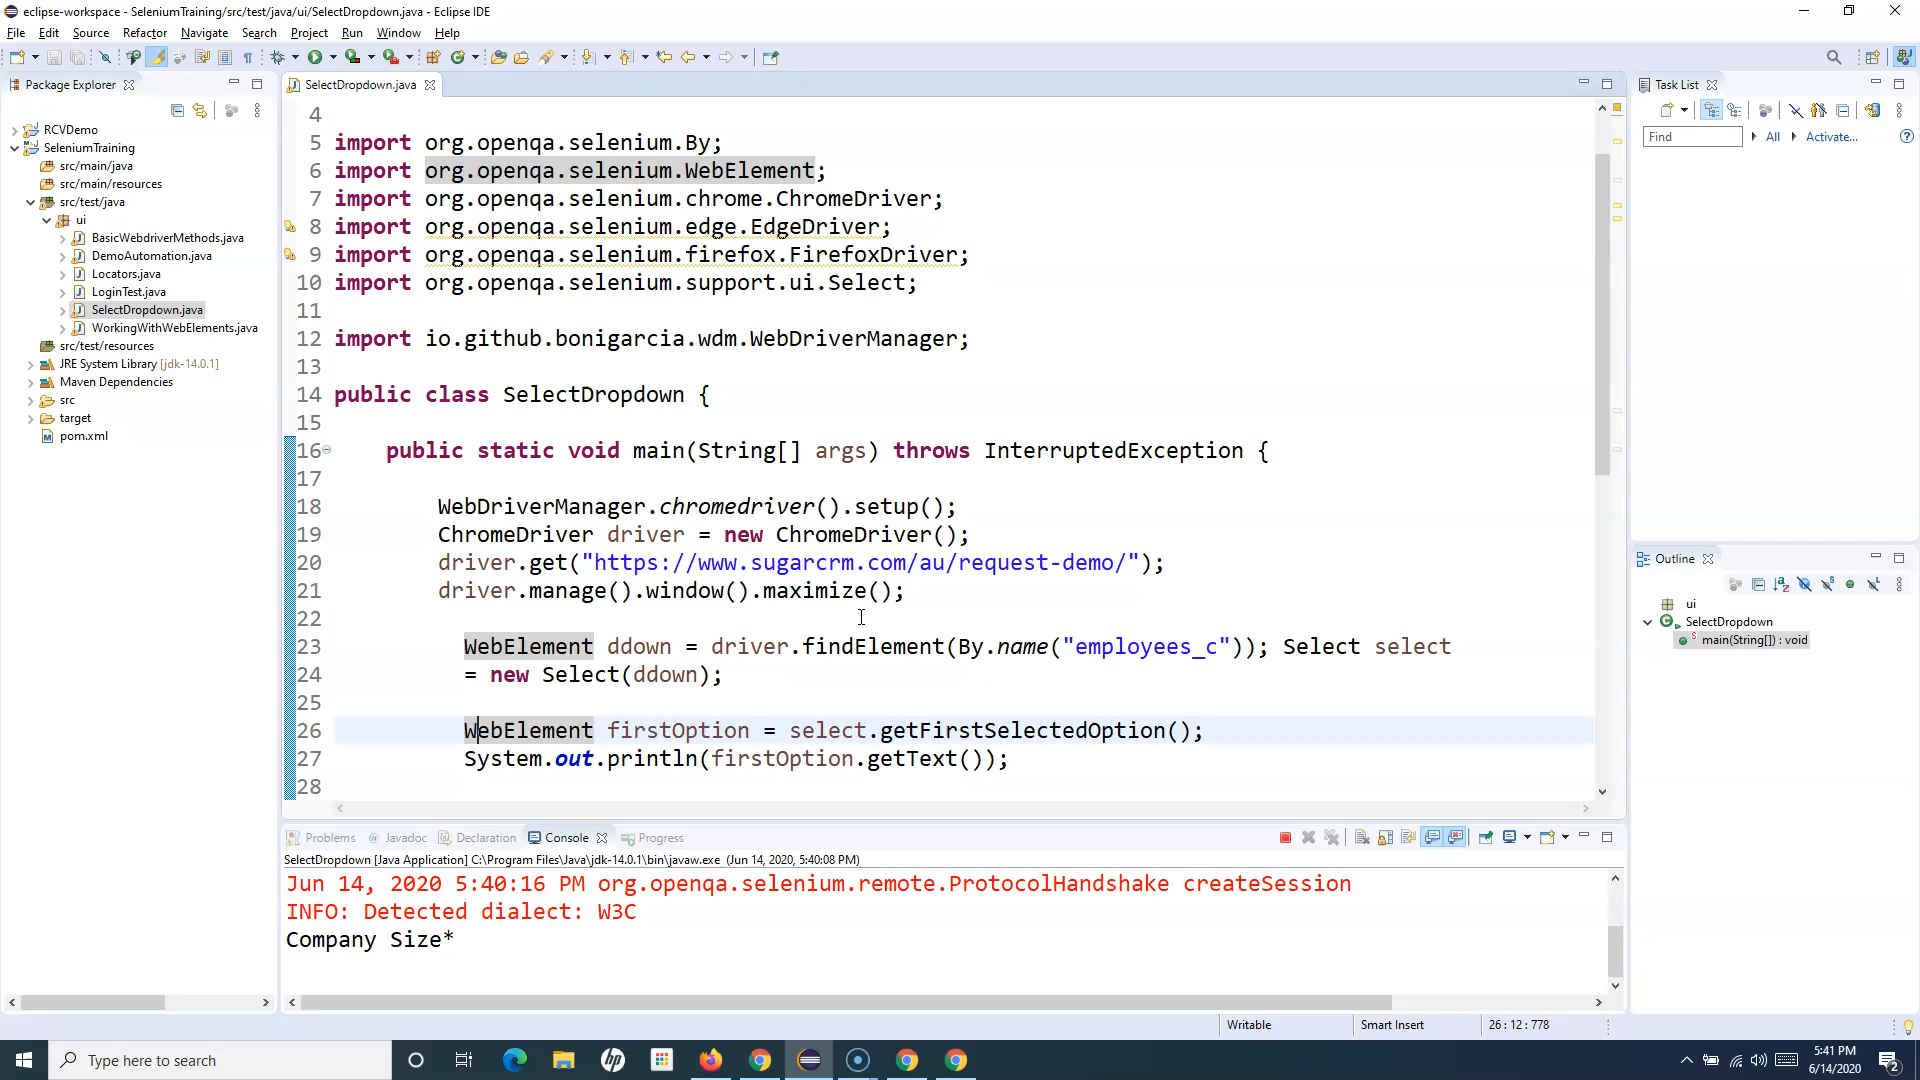 eclipse-workspace - SeleniumTraining/src/test/java/ui/SelectDropdown.java - Eclipse IDE
File Edit Source Refactor Navigate Search Project Run Window Help
Package Explorer
RCVDemo
SeleniumTraining
src/main/java
src/main/resources
src/test/java
ui
BasicWebdriverMethods.java
DemoAutomation.java
Locators.java
LoginTest.java
SelectDropdown.java
WorkingWithWebElements.java
src/test/resources
JRE System Library [jdk-14.0.1]
Maven Dependencies
src
target
pom.xml
SelectDropdown.java
4
5 import org.openqa.selenium.By;
6 import org.openqa.selenium.WebElement;
7 import org.openqa.selenium.chrome.ChromeDriver;
8 import org.openqa.selenium.edge.EdgeDriver;
9 import org.openqa.selenium.firefox.FirefoxDriver;
10 import org.openqa.selenium.support.ui.Select;
11
12 import io.github.bonigarcia.wdm.WebDriverManager;
13
14 public class SelectDropdown {
15
16 public static void main(String[] args) throws InterruptedException {
17
18 WebDriverManager.chromedriver().setup();
19 ChromeDriver driver = new ChromeDriver();
20 driver.get("https://www.sugarcrm.com/au/request-demo/");
21 driver.manage().window().maximize();
22
23 WebElement ddown = driver.findElement(By.name("employees_c")); Select select
24 = new Select(ddown);
25
26 WebElement firstOption = select.getFirstSelectedOption();
27 System.out.println(firstOption.getText());
28
Task List
Find All Activate...
Outline
ui
SelectDropdown
main(String[]) : void
Problems @ Javadoc Declaration Console Progress
SelectDropdown [Java Application] C:\Program Files\Java\jdk-14.0.1\bin\javaw.exe (Jun 14, 2020, 5:40:08 PM)
Jun 14, 2020 5:40:16 PM org.openqa.selenium.remote.ProtocolHandshake createSession
INFO: Detected dialect: W3C
Company Size*
Writable Smart Insert 26 : 12 : 778
Type here to search
5:41 PM
6/14/2020
2